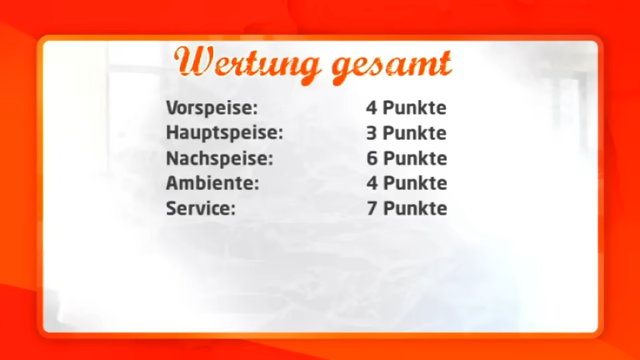 Wertung gesamt
Vorspeise: 4 Punkte
Hauptspeise: 3 Punkte
Nachspeise: 6 Punkte
Ambiente: 4 Punkte
Service: 7 Punkte